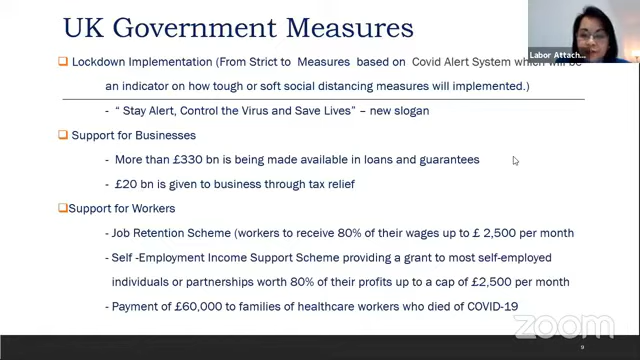 UK Government Measures
Labor Attach...
Lockdown Implementation (From Strict to Measures based on Covid Alert System which will be
an indicator on how tough or soft social distancing measures will implemented.)
- “ Stay Alert, Control the Virus and Save Lives” – new slogan
Support for Businesses
- More than £330 bn is being made available in loans and guarantees
- £20 bn is given to business through tax relief
Support for Workers
- Job Retention Scheme (workers to receive 80% of their wages up to £ 2,500 per month
- Self -Employment Income Support Scheme providing a grant to most self-employed
individuals or partnerships worth 80% of their profits up to a cap of £2,500 per month
- Payment of £60,000 to families of healthcare workers who died of COVID-19
zoom
9